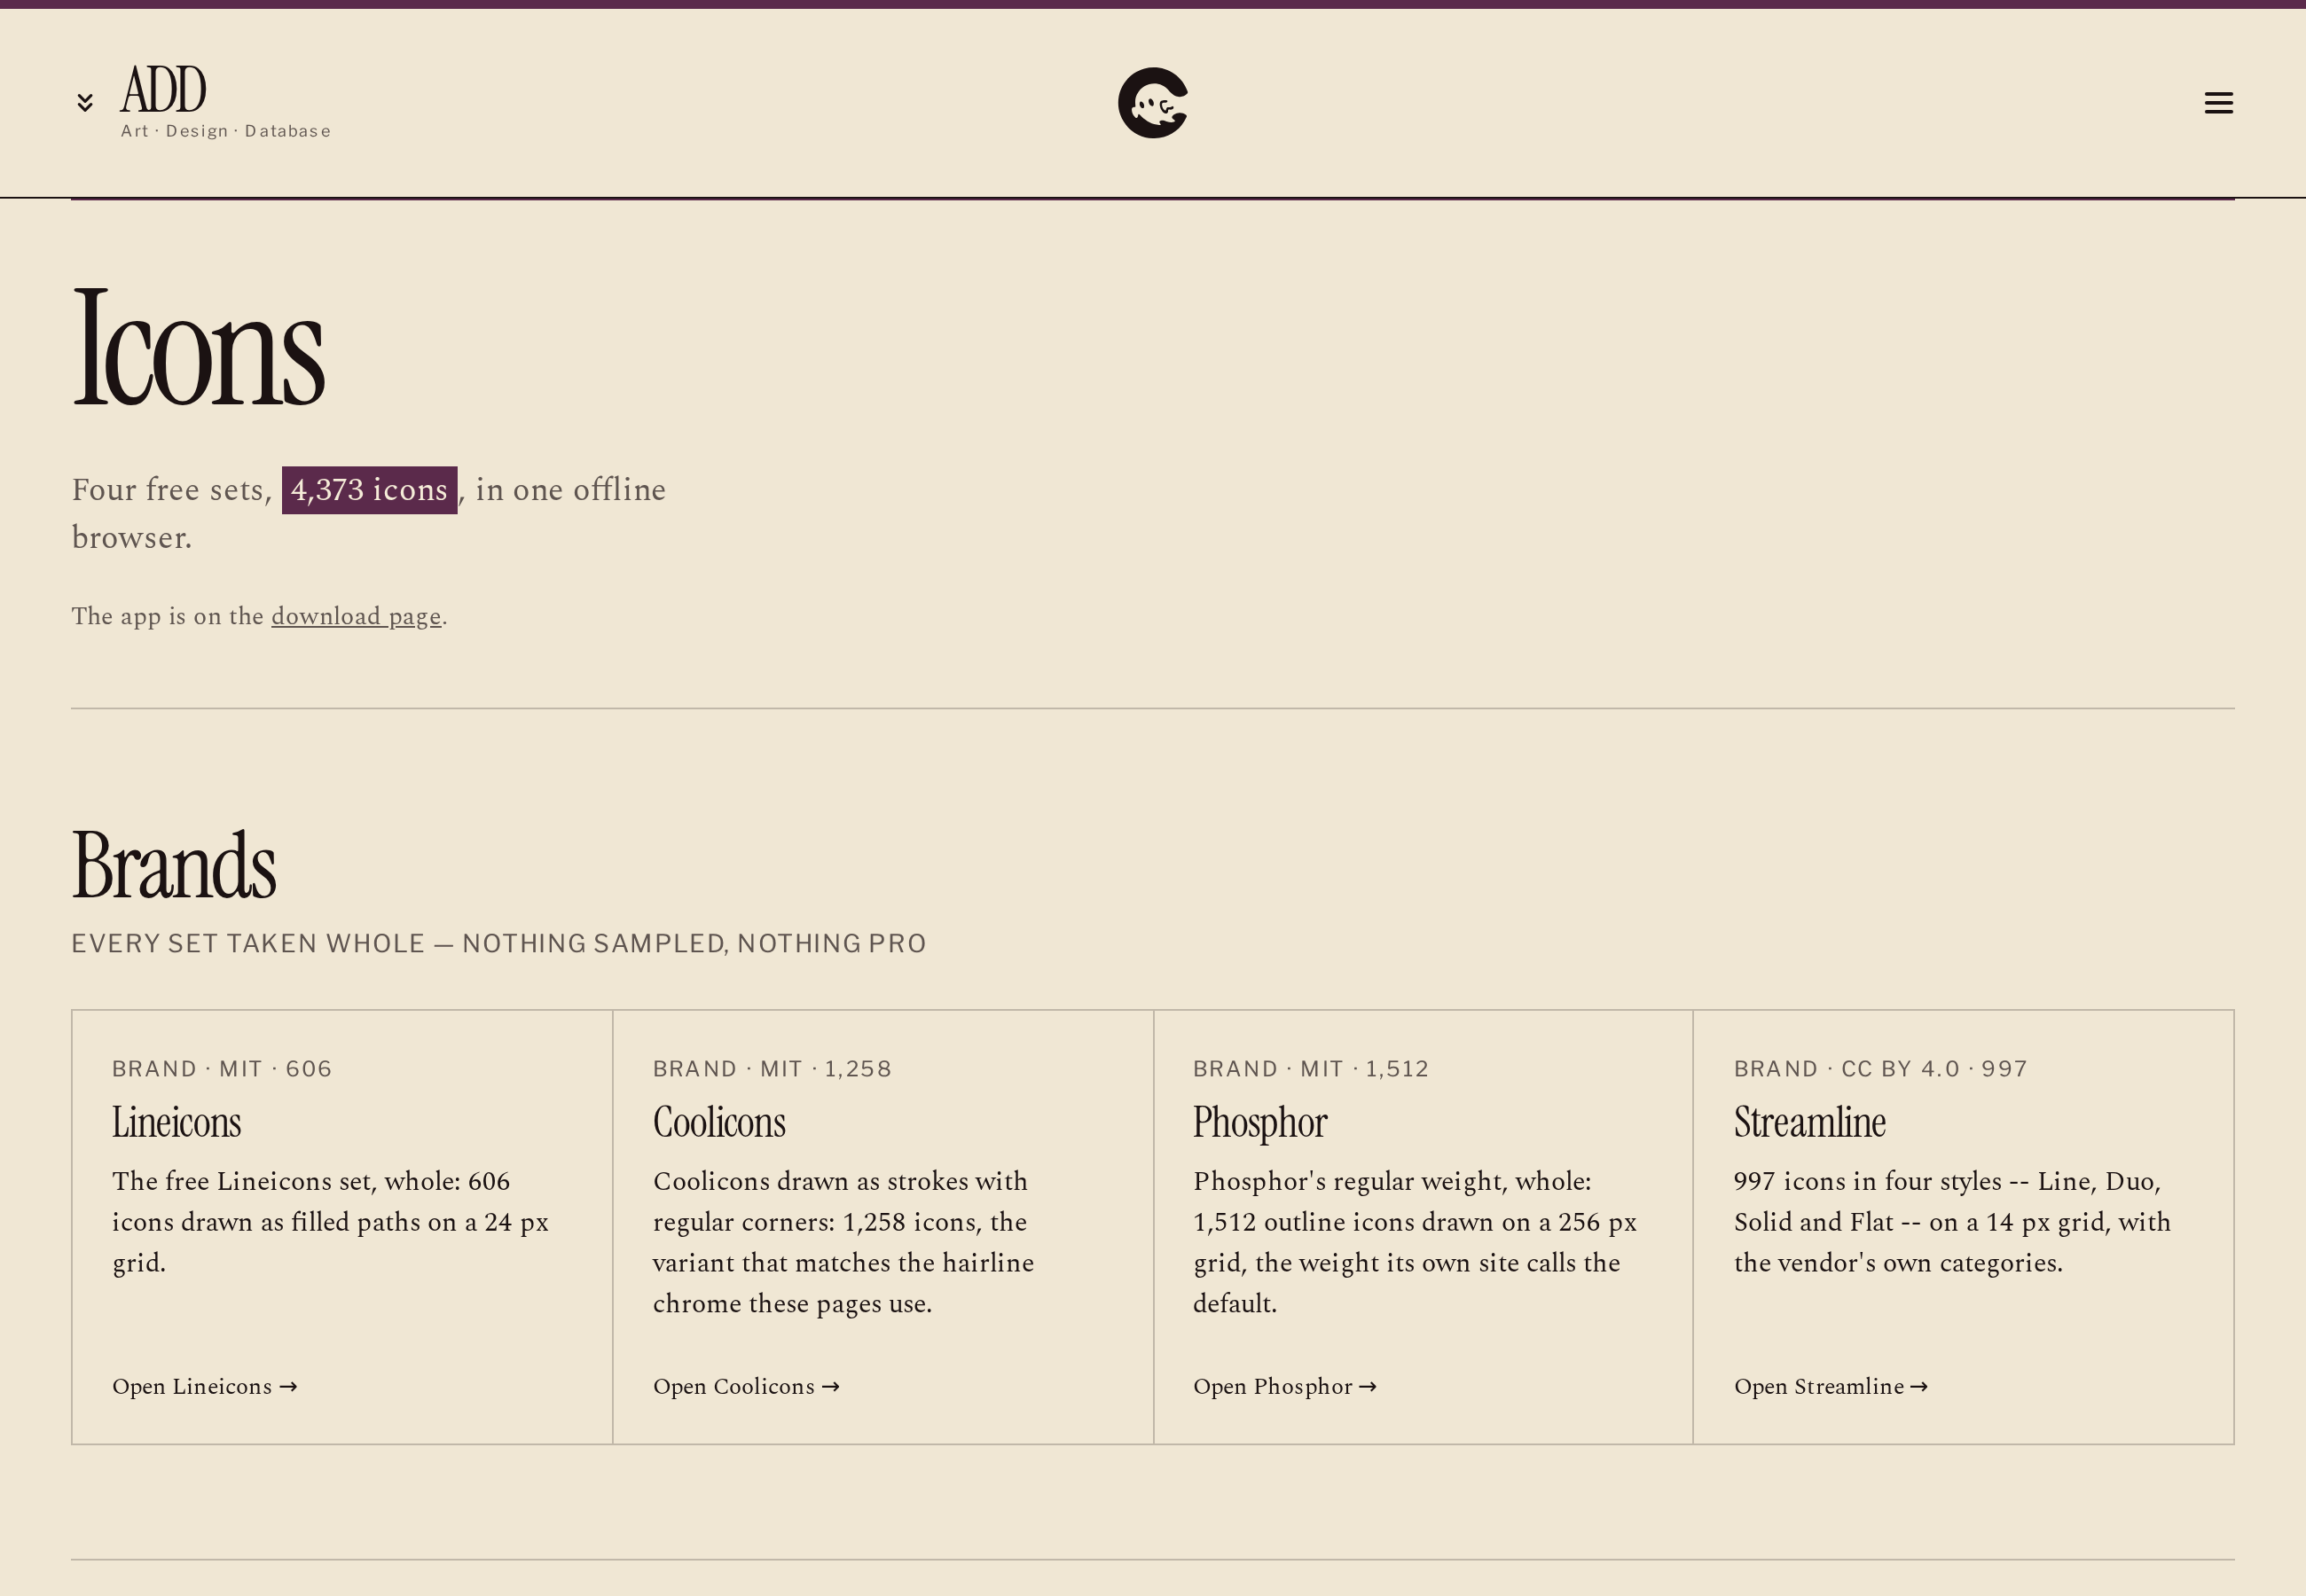 ADD
Art · Design · Database
Icons
Four free sets, 4,373 icons, in one offline
browser.
The app is on the download page.
Brands
EVERY SET TAKEN WHOLE — NOTHING SAMPLED, NOTHING PRO
BRAND · MIT · 606
Lineicons
The free Lineicons set, whole: 606
icons drawn as filled paths on a 24 px
grid.
Open Lineicons →
BRAND · MIT · 1,258
Coolicons
Coolicons drawn as strokes with
regular corners: 1,258 icons, the
variant that matches the hairline
chrome these pages use.
Open Coolicons →
BRAND · MIT · 1,512
Phosphor
Phosphor's regular weight, whole:
1,512 outline icons drawn on a 256 px
grid, the weight its own site calls the
default.
Open Phosphor →
BRAND · CC BY 4.0 · 997
Streamline
997 icons in four styles -- Line, Duo,
Solid and Flat -- on a 14 px grid, with
the vendor's own categories.
Open Streamline →